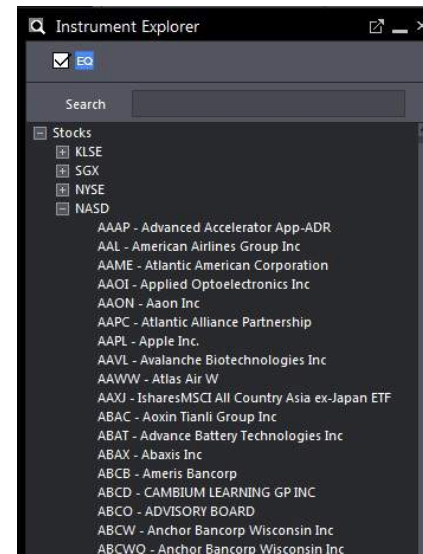 Instrument Explorer
EQ
Search
Stocks
KLSE
SGX
NYSE
NASD
AAAP - Advanced Accelerator App-ADR
AAL - American Airlines Group Inc
AAME - Atlantic American Corporation
AAOI - Applied Optoelectronics Inc
AAON - Aaon Inc
AAPC - Atlantic Alliance Partnership
AAPL - Apple Inc.
AAVL - Avalanche Biotechnologies Inc
AAWW - Atlas Air W
AAXJ - IsharesMSCI All Country Asia ex-Japan ETF
ABAC - Aoxin Tianli Group Inc
ABAT - Advance Battery Technologies Inc
ABAX - Abaxis Inc
ABCB - Ameris Bancorp
ABCD - CAMBIUM LEARNING GP INC
ABCO - ADVISORY BOARD
ABCW - Anchor Bancorp Wisconsin Inc
ABCWQ - Anchor Bancorp Wisconsin Inc